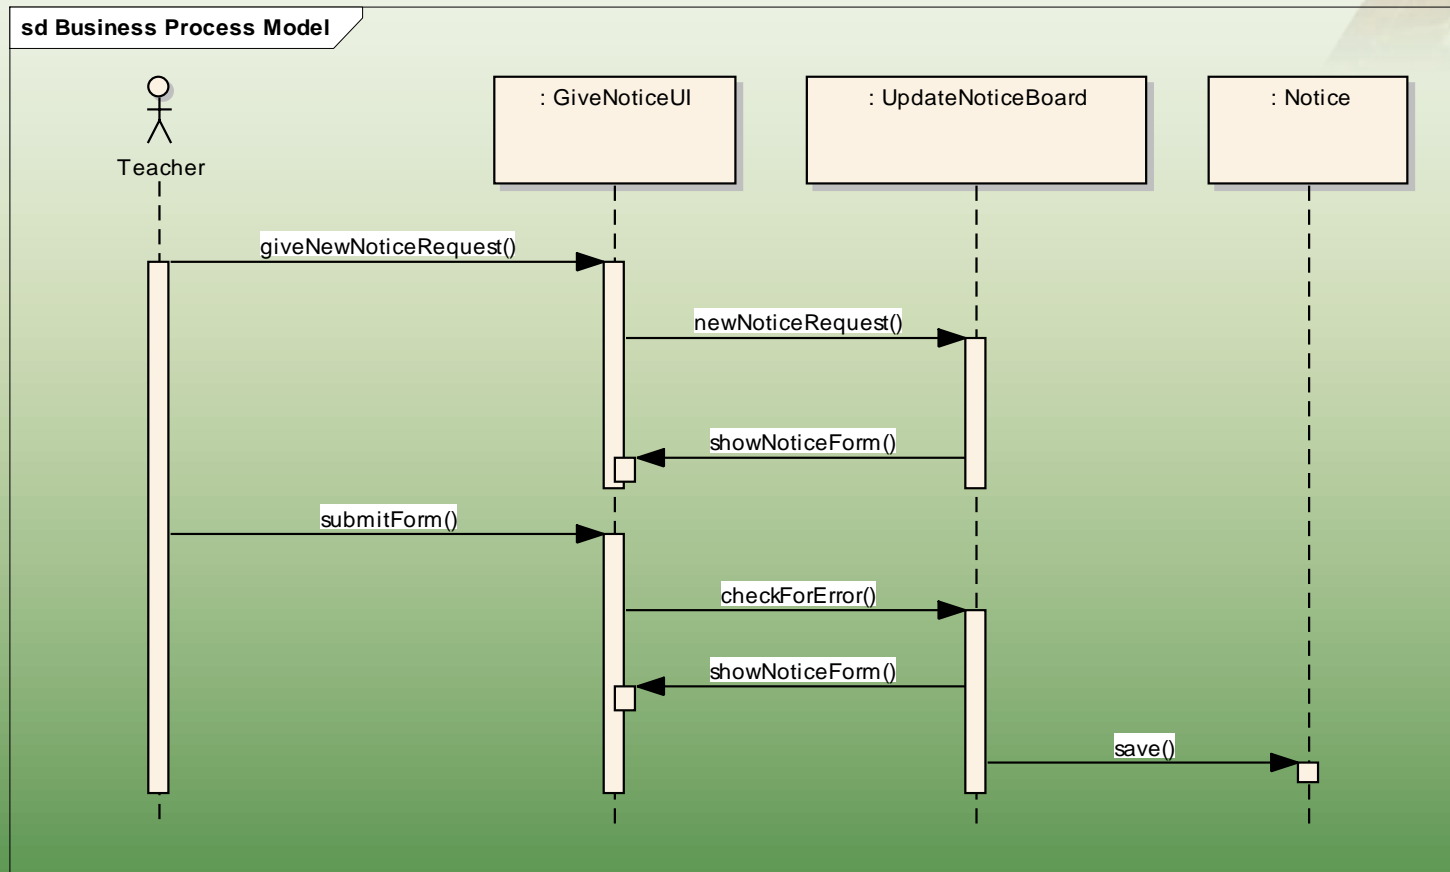 sd Business Process Model
: GiveNoticeUI
: UpdateNoticeBoard
: Notice
Teacher
giveNewNoticeRequest()
newNoticeRequest()
showNoticeForm()
submitForm()
checkForError()
showNoticeForm()
save()